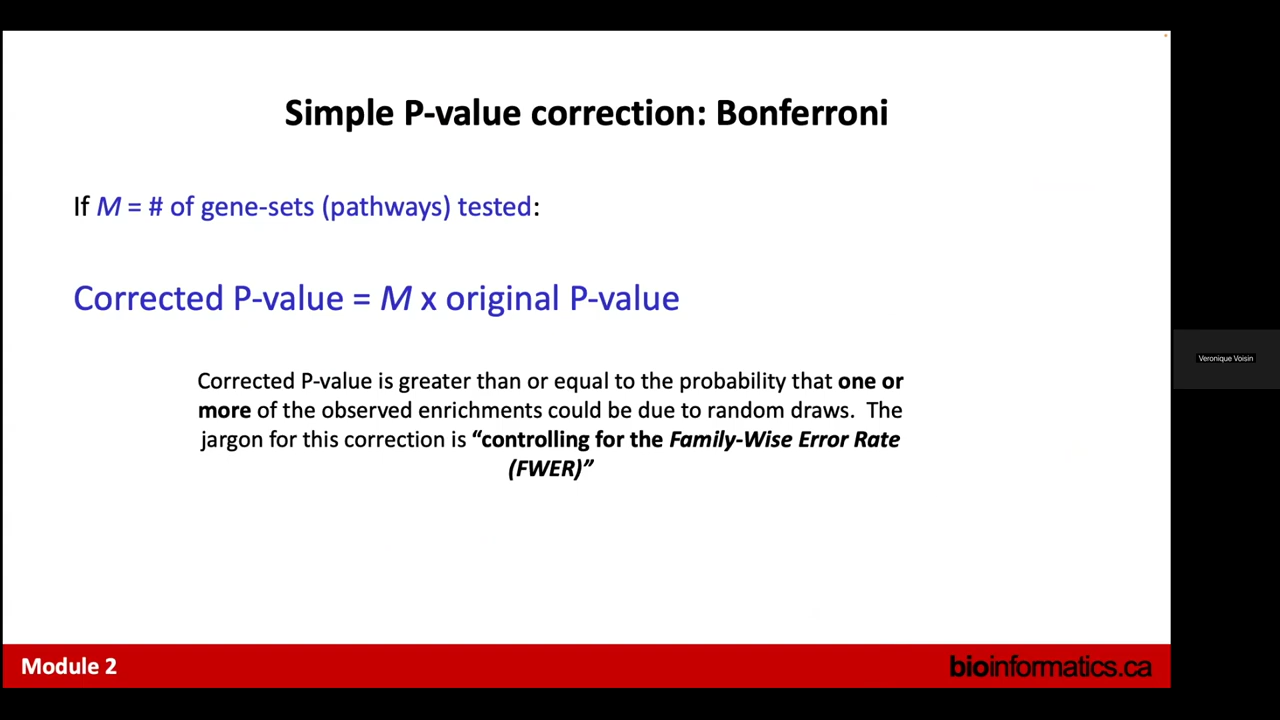 Simple P-value correction: Bonferroni
If M = # of gene-sets (pathways) tested:
Corrected P-value = M x original P-value
Corrected P-value is greater than or equal to the probability that one or
more of the observed enrichments could be due to random draws. The
jargon for this correction is “controlling for the Family-Wise Error Rate
(FWER)”
Veronique Voisin
Module 2
bioinformatics.ca